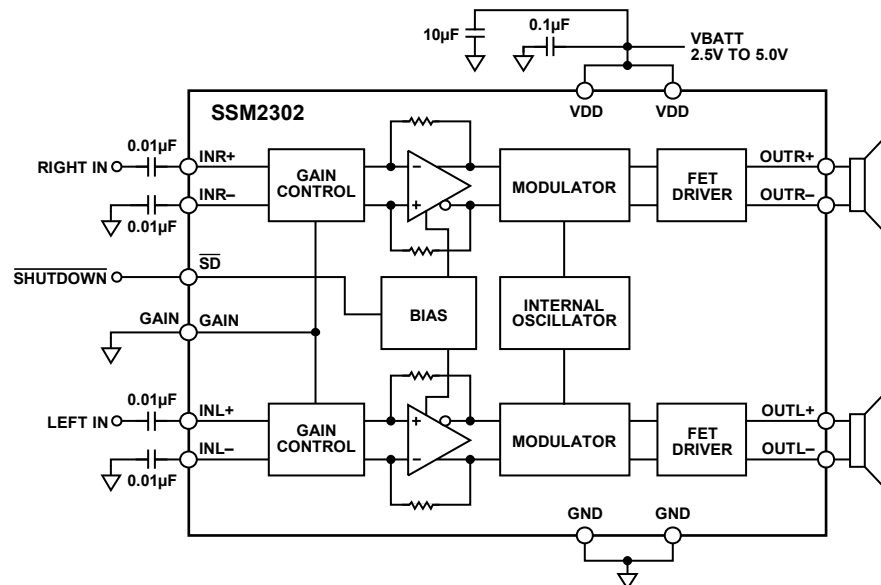 10µF
0.1µF
VBATT
2.5V TO 5.0V
SSM2302
VDD
VDD
0.01µF
RIGHT IN
INR+
INR–
0.01µF
GAIN
CONTROL
–
+
MODULATOR
FET
DRIVER
OUTR+
OUTR–
SHUTDOWN
SD
BIAS
INTERNAL
OSCILLATOR
GAIN
GAIN
0.01µF
LEFT IN
INL+
INL–
0.01µF
GAIN
CONTROL
+
–
MODULATOR
FET
DRIVER
OUTL+
OUTL–
GND
GND